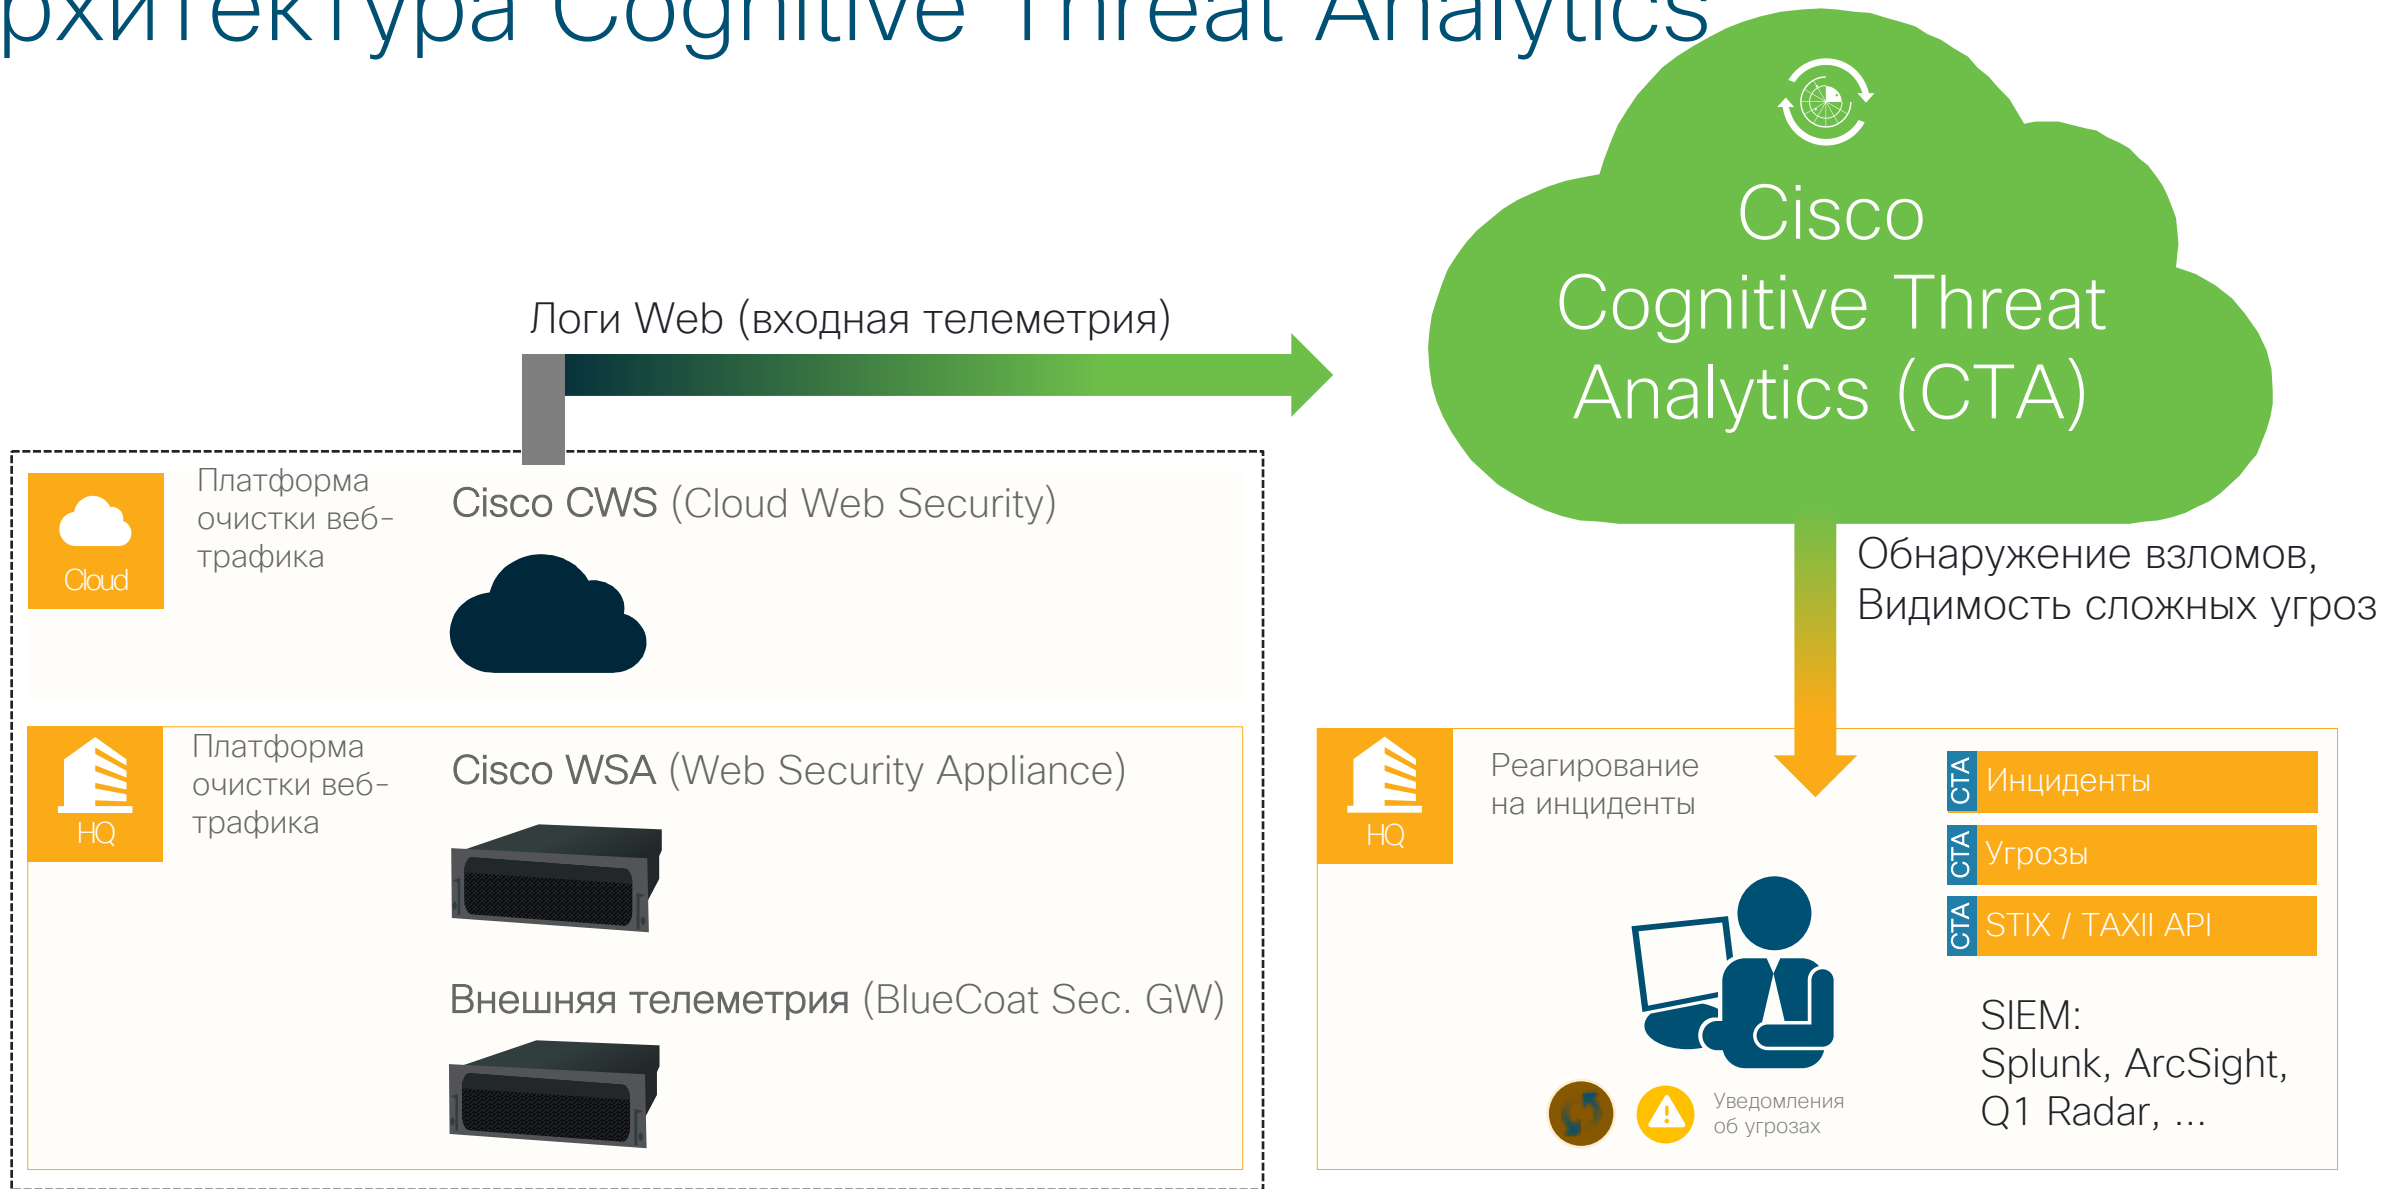 рхитектура Cognitive Threat Analytics
Cisco
Cognitive Threat
Analytics (CTA)
Логи Web (входная телеметрия)
Cloud
Платформа
очистки веб-
трафика
Cisco CWS (Cloud Web Security)
Обнаружение взломов,
Видимость сложных угроз
HQ
Платформа
очистки веб-
трафика
Cisco WSA (Web Security Appliance)
Внешняя телеметрия (BlueCoat Sec. GW)
HQ
Реагирование
на инциденты
CTA Инциденты
CTA Угрозы
CTA STIX / TAXII API
SIEM:
Splunk, ArcSight,
Q1 Radar, ...
Уведомления
об угрозах